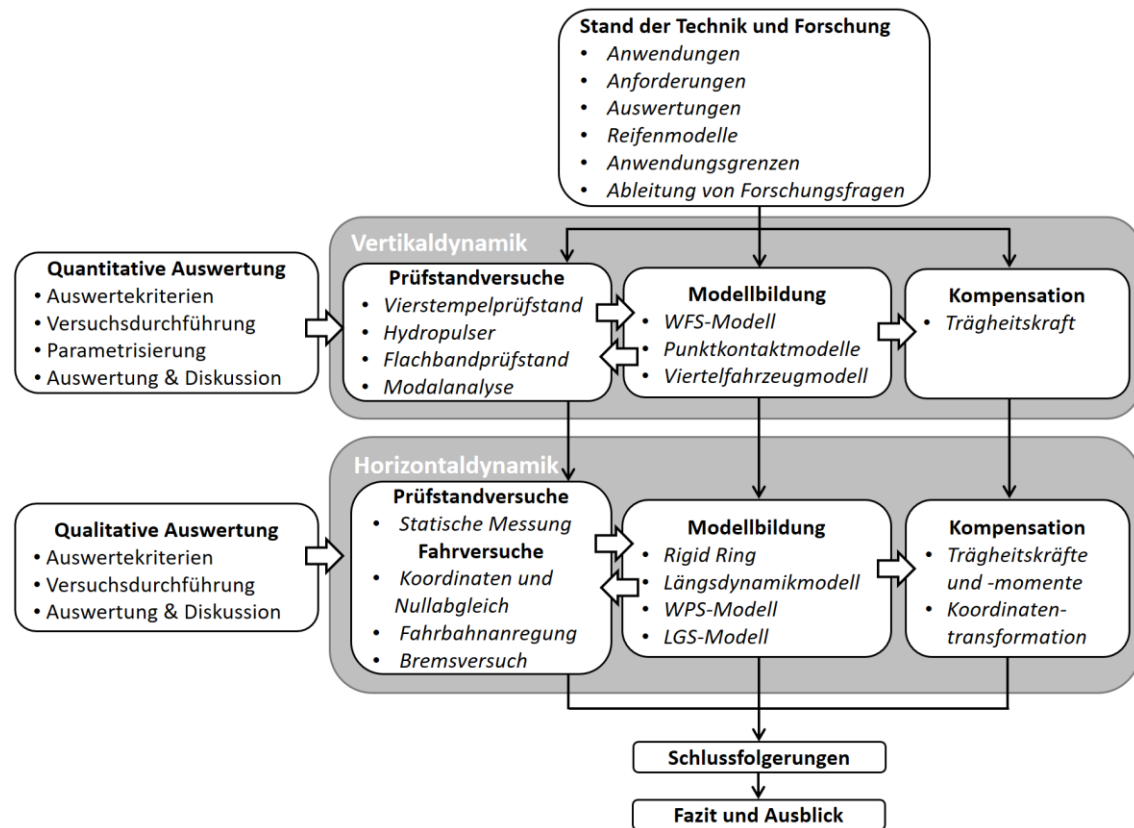 Stand der Technik und Forschung
• Anwendungen
• Anforderungen
• Auswertungen
• Reifenmodelle
• Anwendungsgrenzen
• Ableitung von Forschungsfragen
Vertikaldynamik
Quantitative Auswertung
• Auswertekriterien
• Versuchsdurchführung
• Parametrisierung
• Auswertung & Diskussion
Prüfstandversuche
• Vierstempelprüfstand
• Hydropulser
• Flachbandprüfstand
• Modalanalyse
Modellbildung
• WFS-Modell
• Punktkontaktmodelle
• Viertelfahrzeugmodell
Kompensation
• Trägheitskraft
Horizontaldynamik
Qualitative Auswertung
• Auswertekriterien
• Versuchsdurchführung
• Auswertung & Diskussion
Prüfstandversuche
• Statische Messung
Fahrversuche
• Koordinaten und
Nullabgleich
• Fahrbahnanregung
• Bremsversuch
Modellbildung
• Rigid Ring
• Längsdynamikmodell
• WPS-Modell
• LGS-Modell
Kompensation
• Trägheitskräfte
und -momente
• Koordinaten-
transformation
Schlussfolgerungen
Fazit und Ausblick